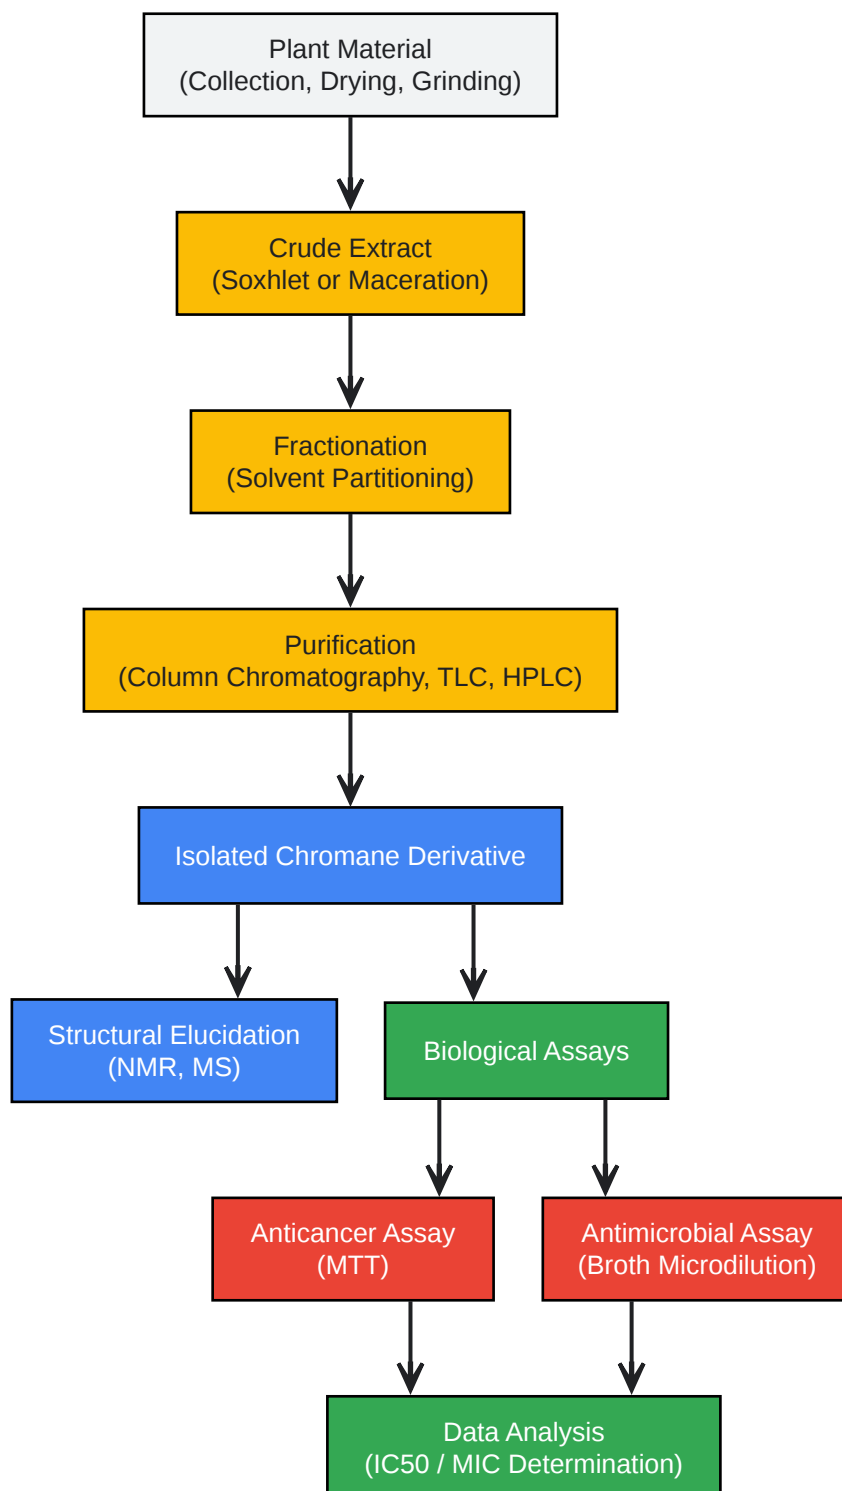 Plant Material
(Collection, Drying, Grinding)
Crude Extract
(Soxhlet or Maceration)
Fractionation
(Solvent Partitioning)
Purification
(Column Chromatography, TLC, HPLC)
Isolated Chromane Derivative
Structural Elucidation
(NMR, MS)
Biological Assays
Anticancer Assay
(MTT)
Antimicrobial Assay
(Broth Microdilution)
Data Analysis
(IC50 / MIC Determination)